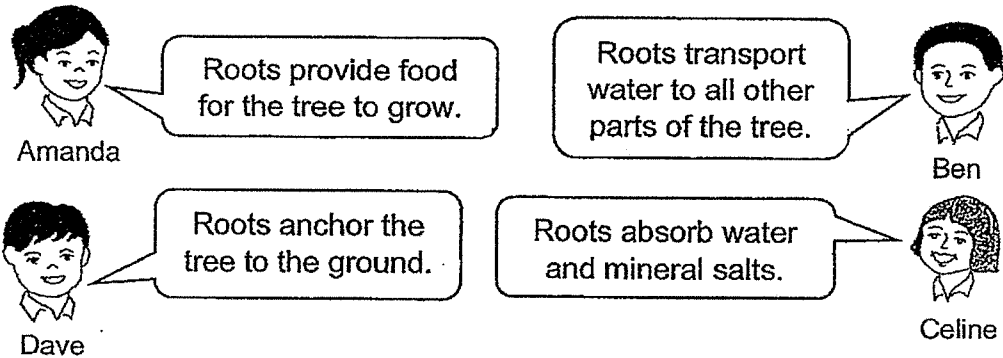 Roots provide food
for the tree to grow.
Amanda
Roots transport
water to all other
parts of the tree.
Ben
Roots anchor the
tree to the ground.
Dave
Roots absorb water
and mineral salts.
Celine